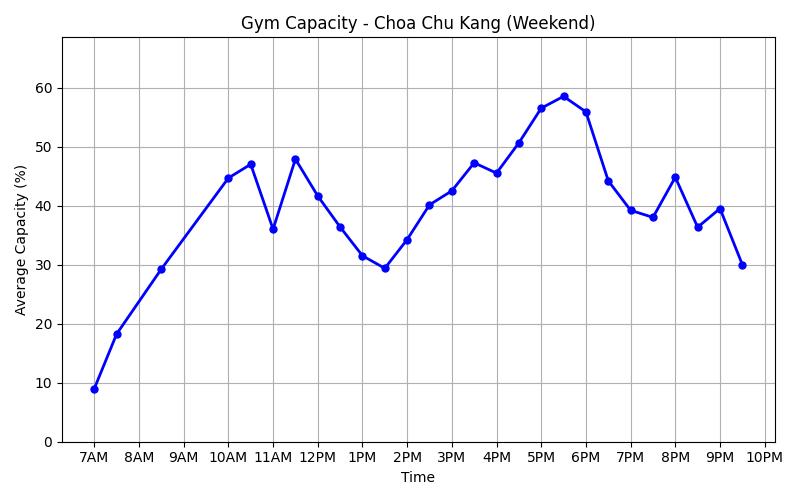 Gym Capacity - Choa Chu Kang (Weekend)
Average Capacity (%)
60
50
40
30
20
10
0
7AM 8AM 9AM 10AM 11AM 12PM 1PM 2PM 3PM 4PM 5PM 6PM 7PM 8PM 9PM 10PM
Time